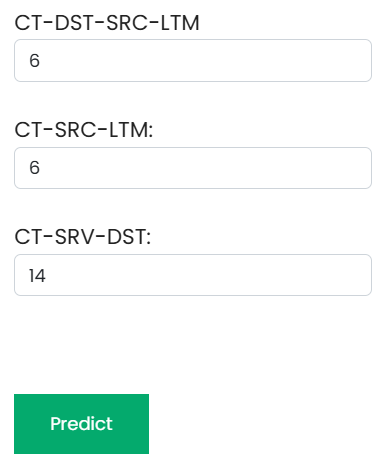 CT-DST-SRC-LTM
6
CT-SRC-LTM:
6
CT-SRV-DST:
14
Predict